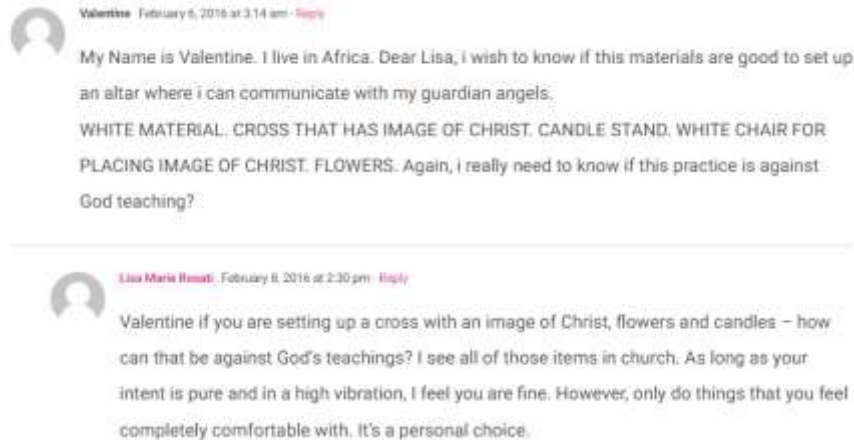 Valentine February 6, 2016 at 3:14 am - Reply
My Name is Valentine. I live in Africa. Dear Lisa, i wish to know if this materials are good to set up
an altar where i can communicate with my guardian angels.
WHITE MATERIAL. CROSS THAT HAS IMAGE OF CHRIST. CANDLE STAND. WHITE CHAIR FOR
PLACING IMAGE OF CHRIST. FLOWERS. Again, i really need to know if this practice is against
God teaching?
Lisa Marie Rosati February 8, 2016 at 2:30 pm - Reply
Valentine if you are setting up a cross with an image of Christ, flowers and candles – how
can that be against God's teachings? I see all of those items in church. As long as your
intent is pure and in a high vibration, I feel you are fine. However, only do things that you feel
completely comfortable with. It's a personal choice.